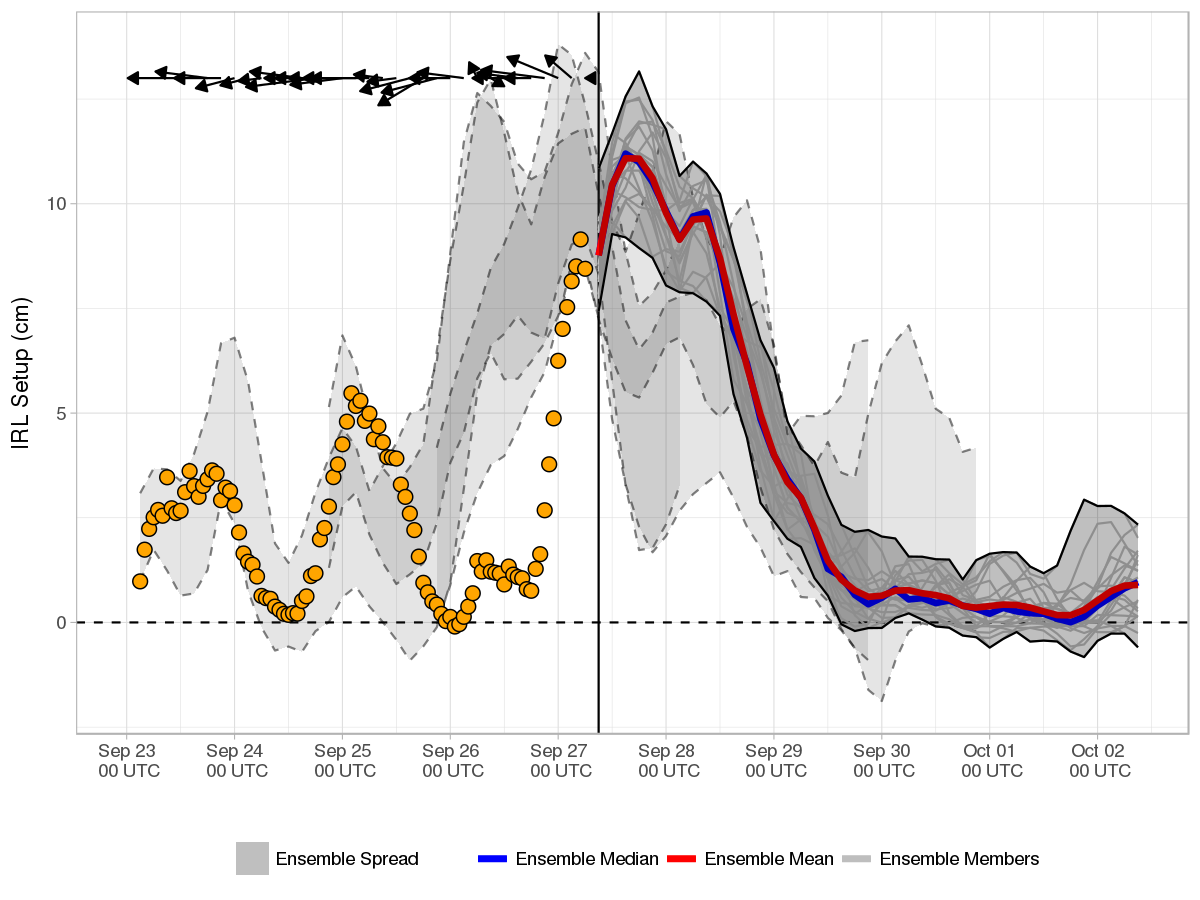 IRL Setup (cm)
10
5
0
Sep 23 Sep 24 Sep 25 Sep 26 Sep 27 Sep 28 Sep 29 Sep 30 Oct 01 Oct 02
00 UTC 00 UTC 00 UTC 00 UTC 00 UTC 00 UTC 00 UTC 00 UTC 00 UTC 00 UTC
Ensemble Spread Ensemble Median Ensemble Mean Ensemble Members